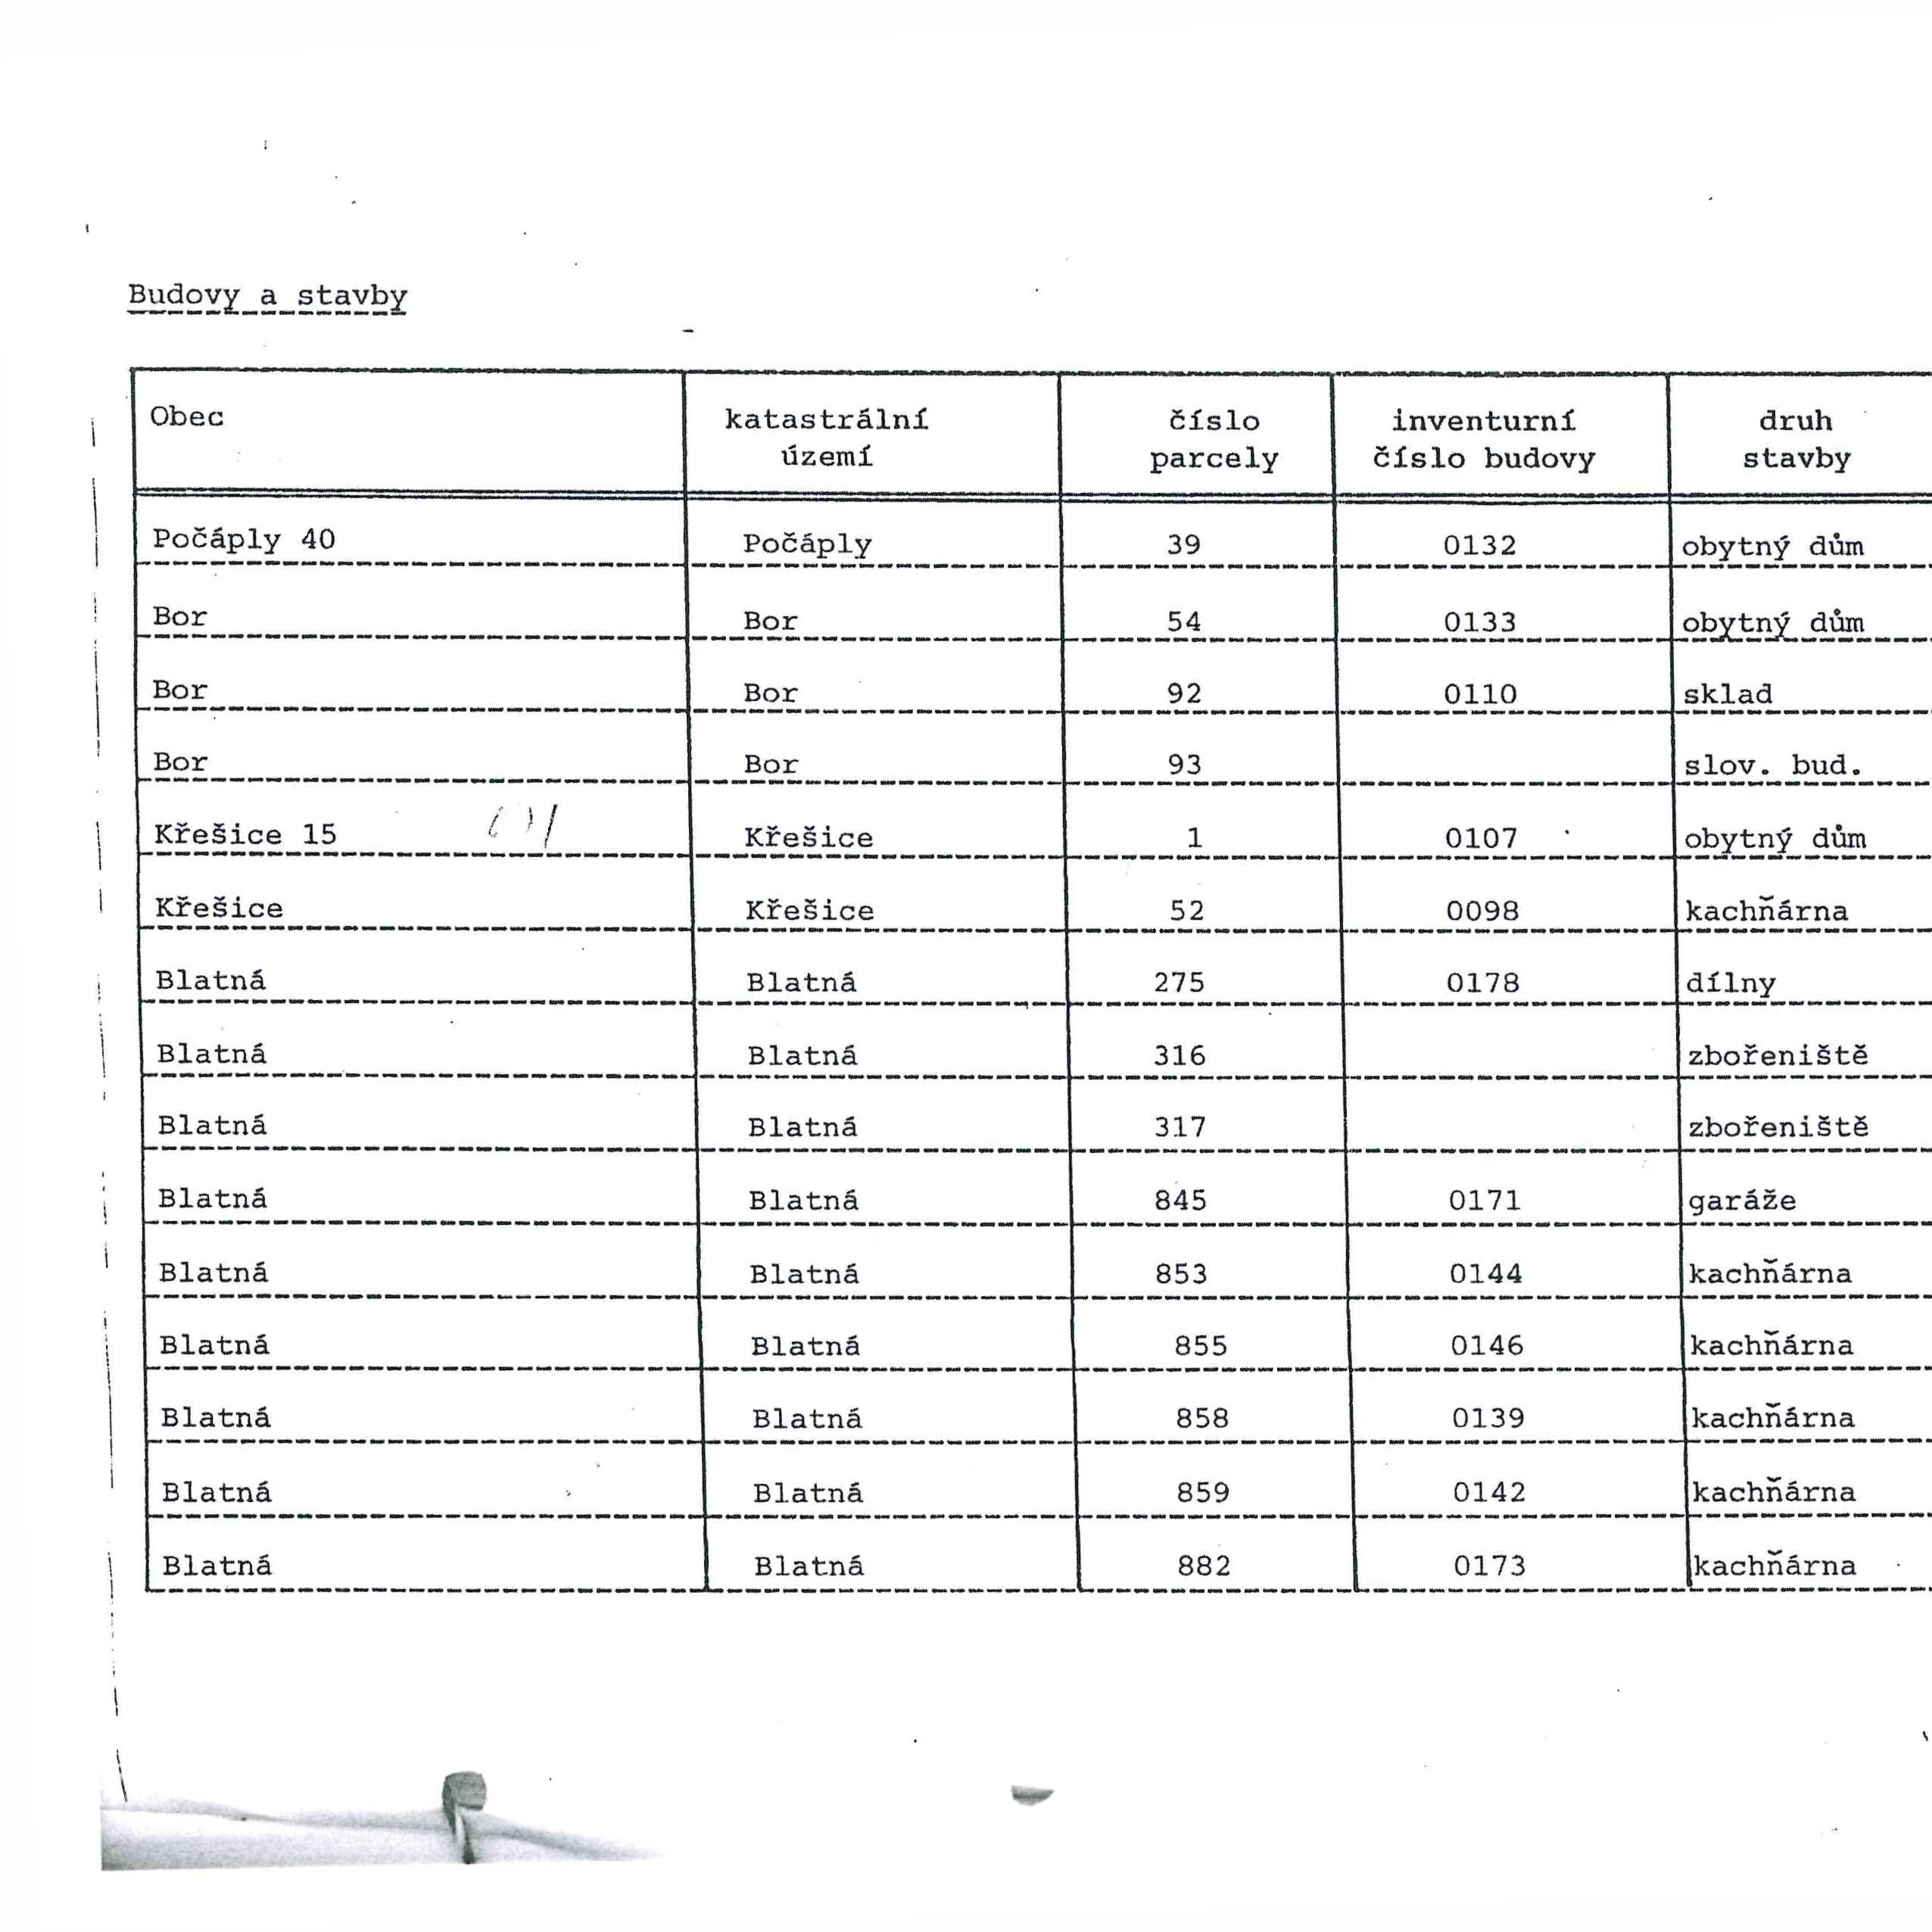 Budovy a stavby
Obec katastrální území číslo parcely inventurní číslo budovy druh stavby
Počáply 40 Počáply 39 0132 obytný dům
Bor Bor 54 0133 obytný dům
Bor Bor 92 0110 sklad
Bor Bor 93 slov. bud.
Křešice 15 Křešice 1 0107 obytný dům
Křešice Křešice 52 0098 kachňárna
Blatná Blatná 275 0178 dílny
Blatná Blatná 316 zbořeniště
Blatná Blatná 317 zbořeniště
Blatná Blatná 845 0171 garáže
Blatná Blatná 853 0144 kachňárna
Blatná Blatná 855 0146 kachňárna
Blatná Blatná 858 0139 kachňárna
Blatná Blatná 859 0142 kachňárna
Blatná Blatná 882 0173 kachňárna